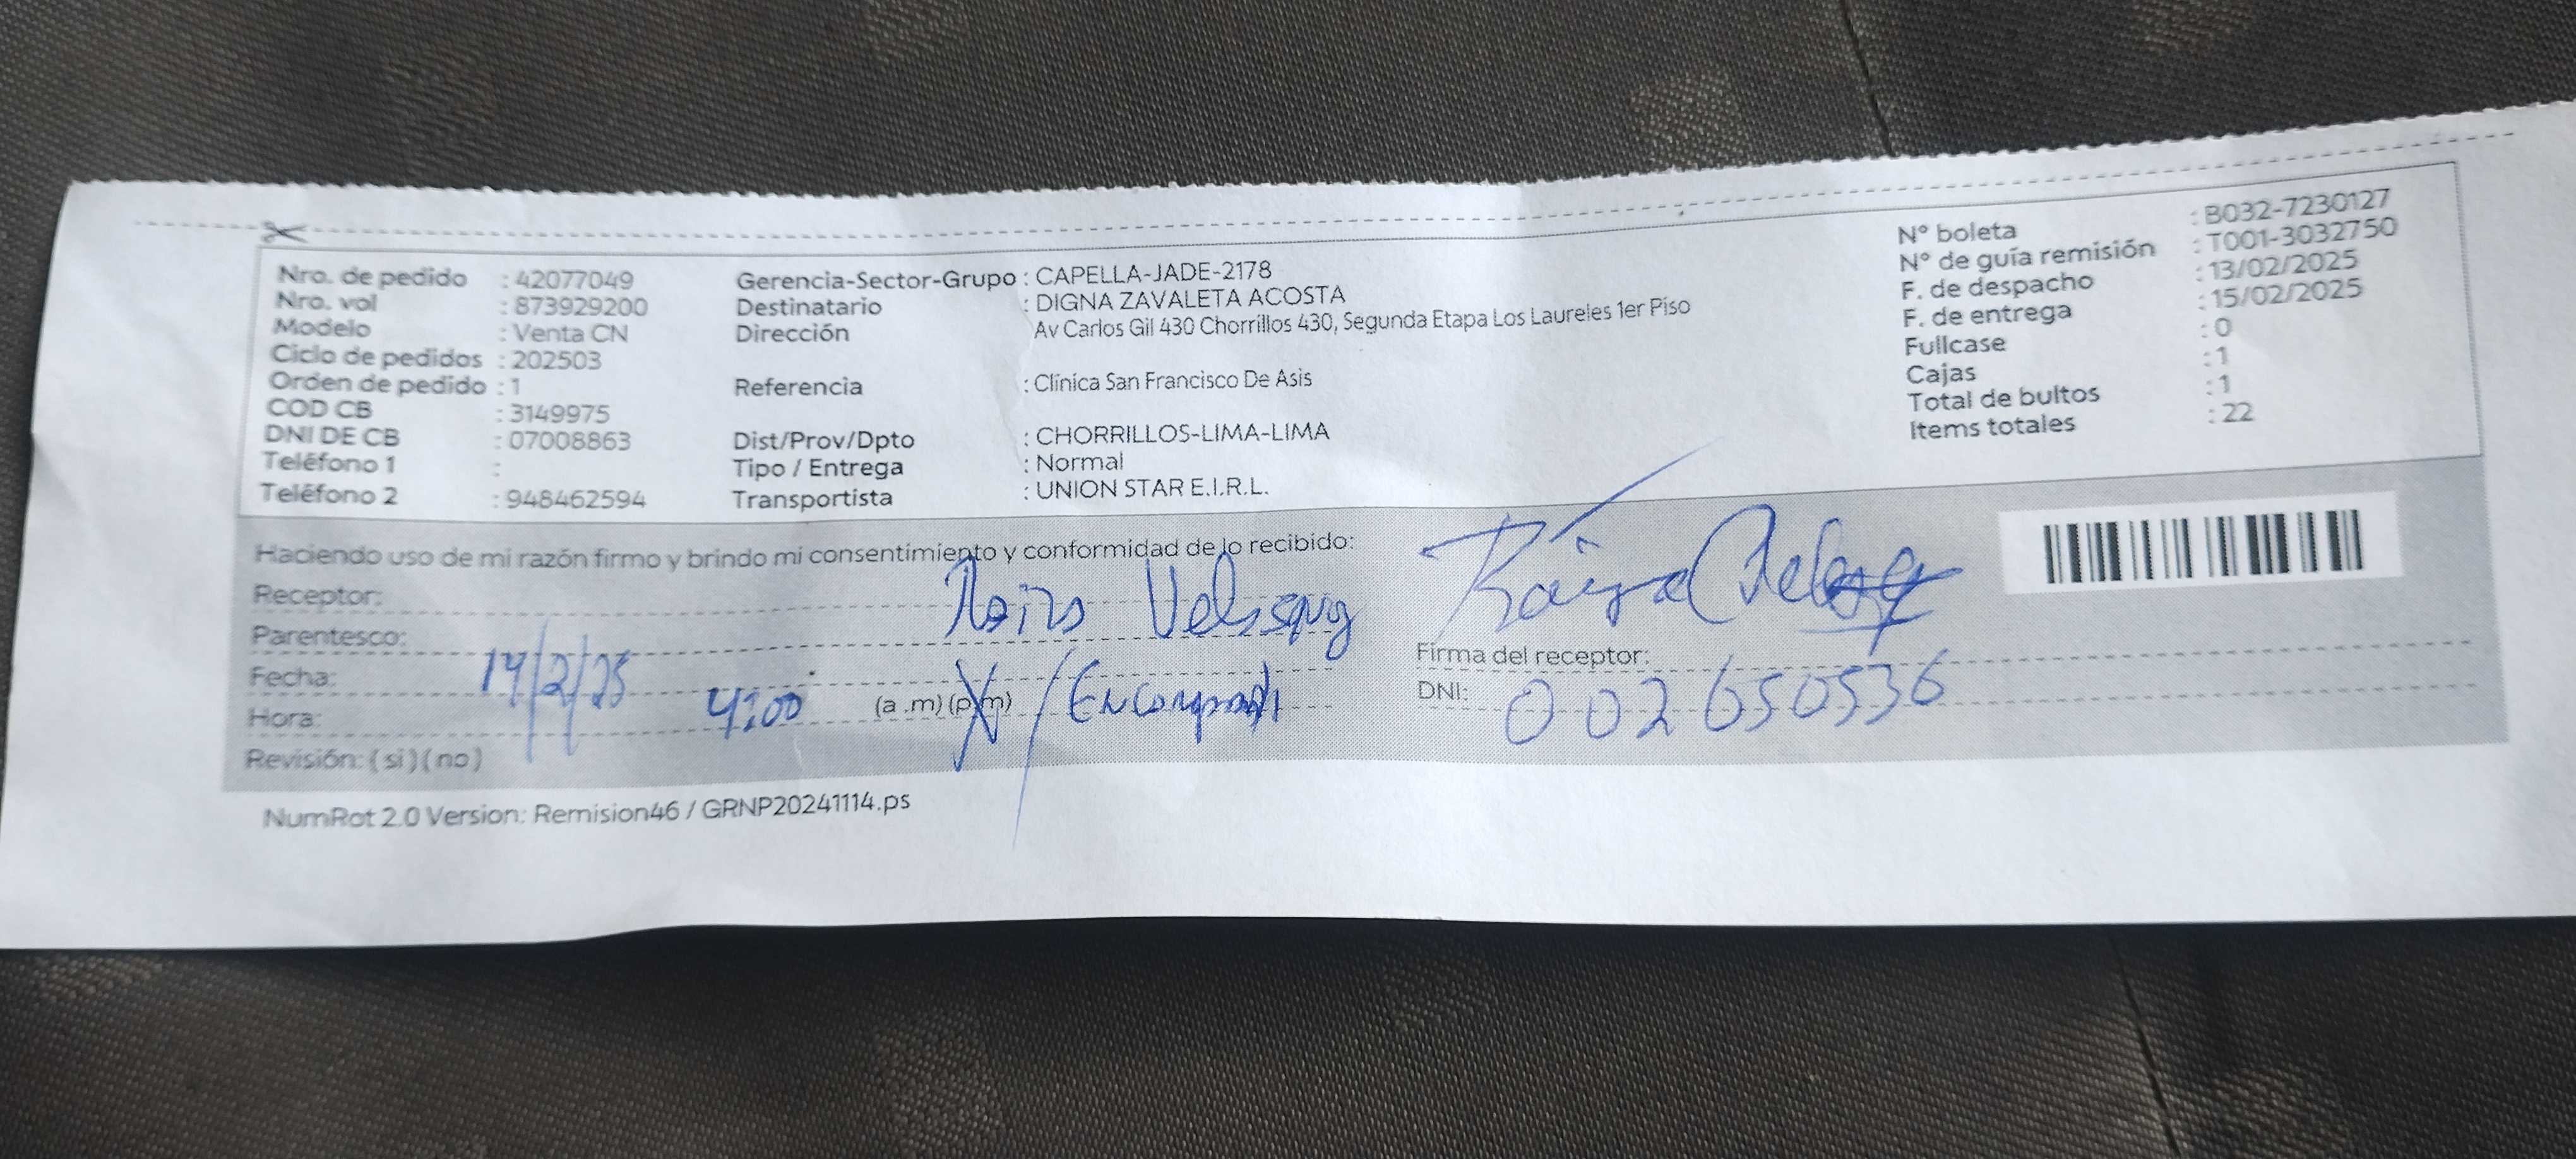 Nro. de pedido : 42077049
Nro. vol : 873929200
Modelo : Venta CN
Ciclo de pedidos : 202503
Orden de pedido : 1
COD CB : 3149975
DNI DE CB : 07008863
Teléfono 1 :
Teléfono 2 : 948462594
Gerencia-Sector-Grupo : CAPELLA-JADE-2178
Destinatario : DIGNA ZAVALETA ACOSTA
Dirección Av Carlos Gil 430 Chorrillos 430, Segunda Etapa Los Laureles 1er Piso
Referencia : Clinica San Francisco De Asis
Dist/Prov/Dpto : CHORRILLOS-LIMA-LIMA
Tipo / Entrega : Normal
Transportista : UNION STAR E.I.R.L.
N° boleta : B032-7230127
N° de guía remisión : T001-3032750
F. de despacho : 13/02/2025
F. de entrega : 15/02/2025
Fullcase : 0
Cajas : 1
Total de bultos : 1
Items totales : 22
Haciendo uso de mi razón firmo y brindo mi consentimiento y conformidad de lo recibido:
Receptor:
Parentesco:
Fecha: 14/2/25
Hora: 4:00 (a .m) (p.m)
Revisión: ( si ) ( no )
Firma del receptor:
DNI: 002650536
NumRot 2.0 Version: Remision46 / GRNP20241114.ps